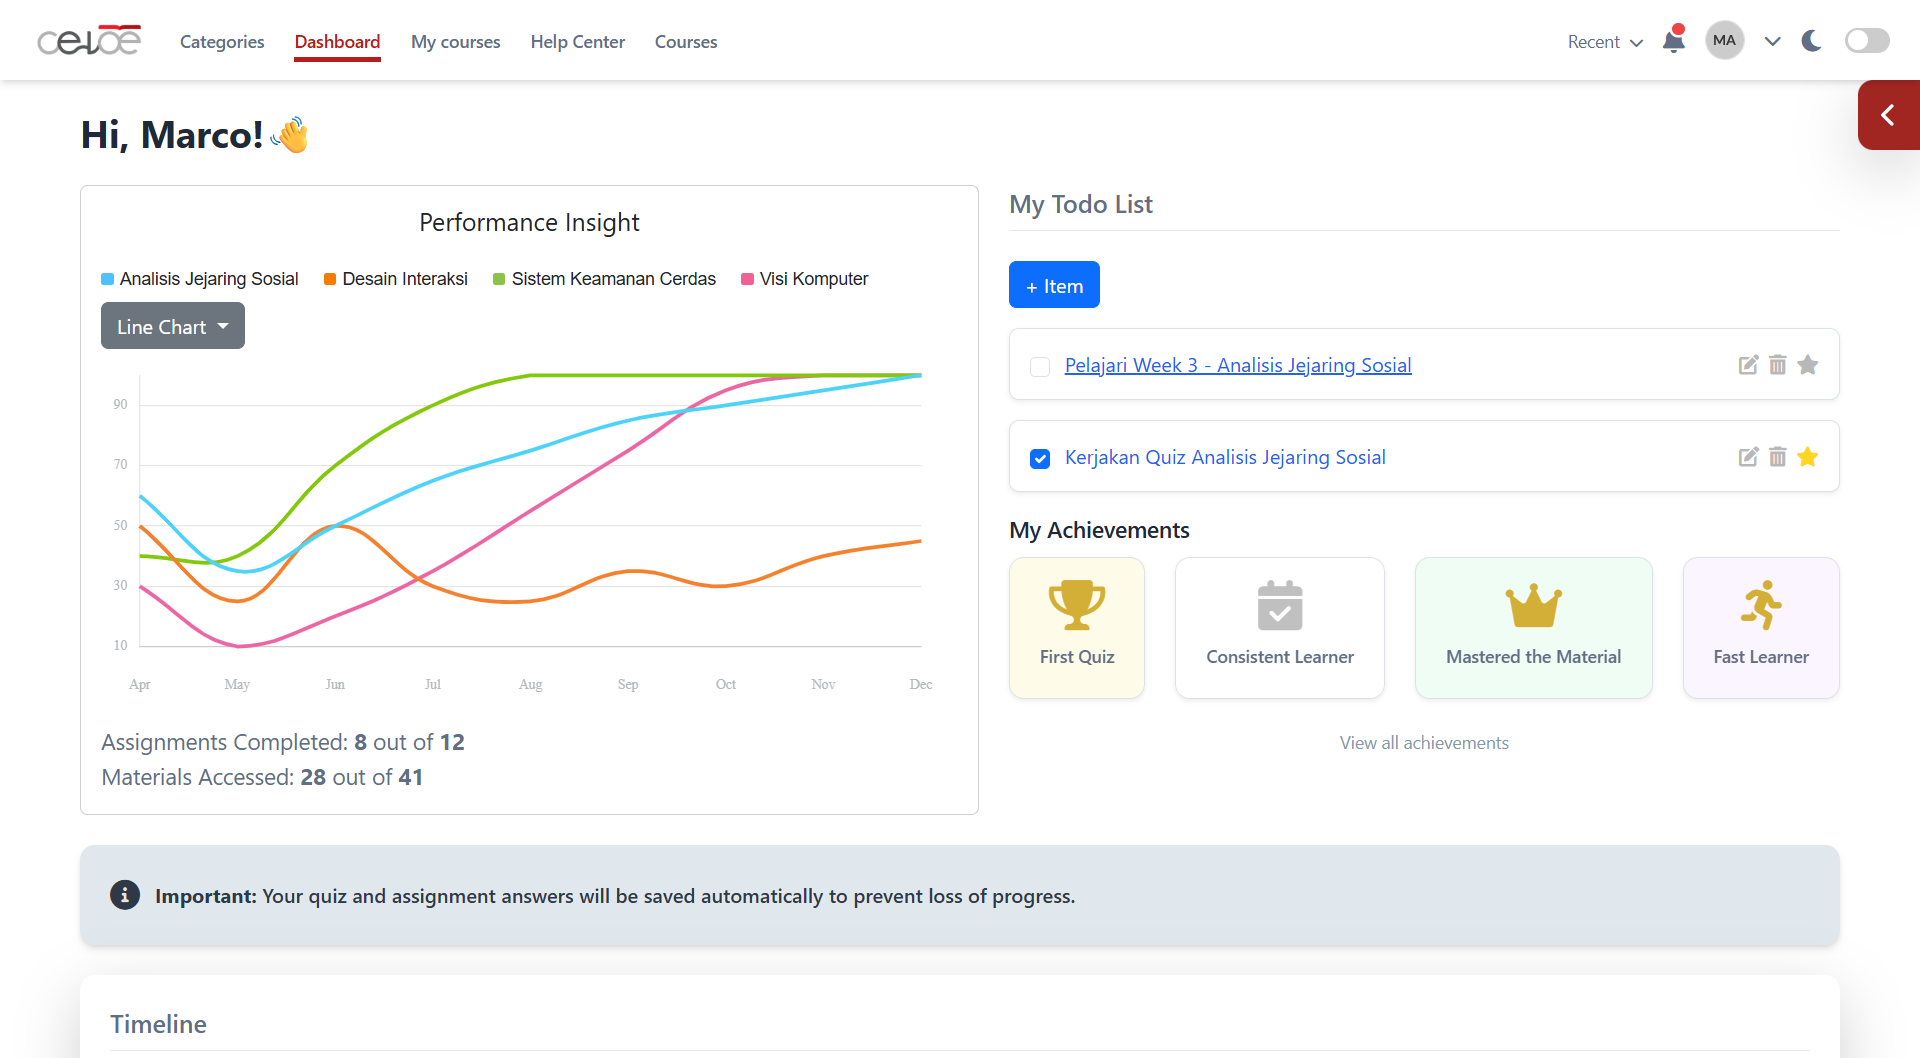 celoe
Categories
Dashboard
My courses
Help Center
Courses
Recent
MA
Hi, Marco! 👋
Performance Insight
Analisis Jejaring Sosial
Desain Interaksi
Sistem Keamanan Cerdas
Visi Komputer
Line Chart
90
70
50
30
10
Apr
May
Jun
Jul
Aug
Sep
Oct
Nov
Dec
Assignments Completed: 8 out of 12
Materials Accessed: 28 out of 41
My Todo List
+ Item
Pelajari Week 3 - Analisis Jejaring Sosial
Kerjakan Quiz Analisis Jejaring Sosial
My Achievements
First Quiz
Consistent Learner
Mastered the Material
Fast Learner
View all achievements
Important: Your quiz and assignment answers will be saved automatically to prevent loss of progress.
Timeline